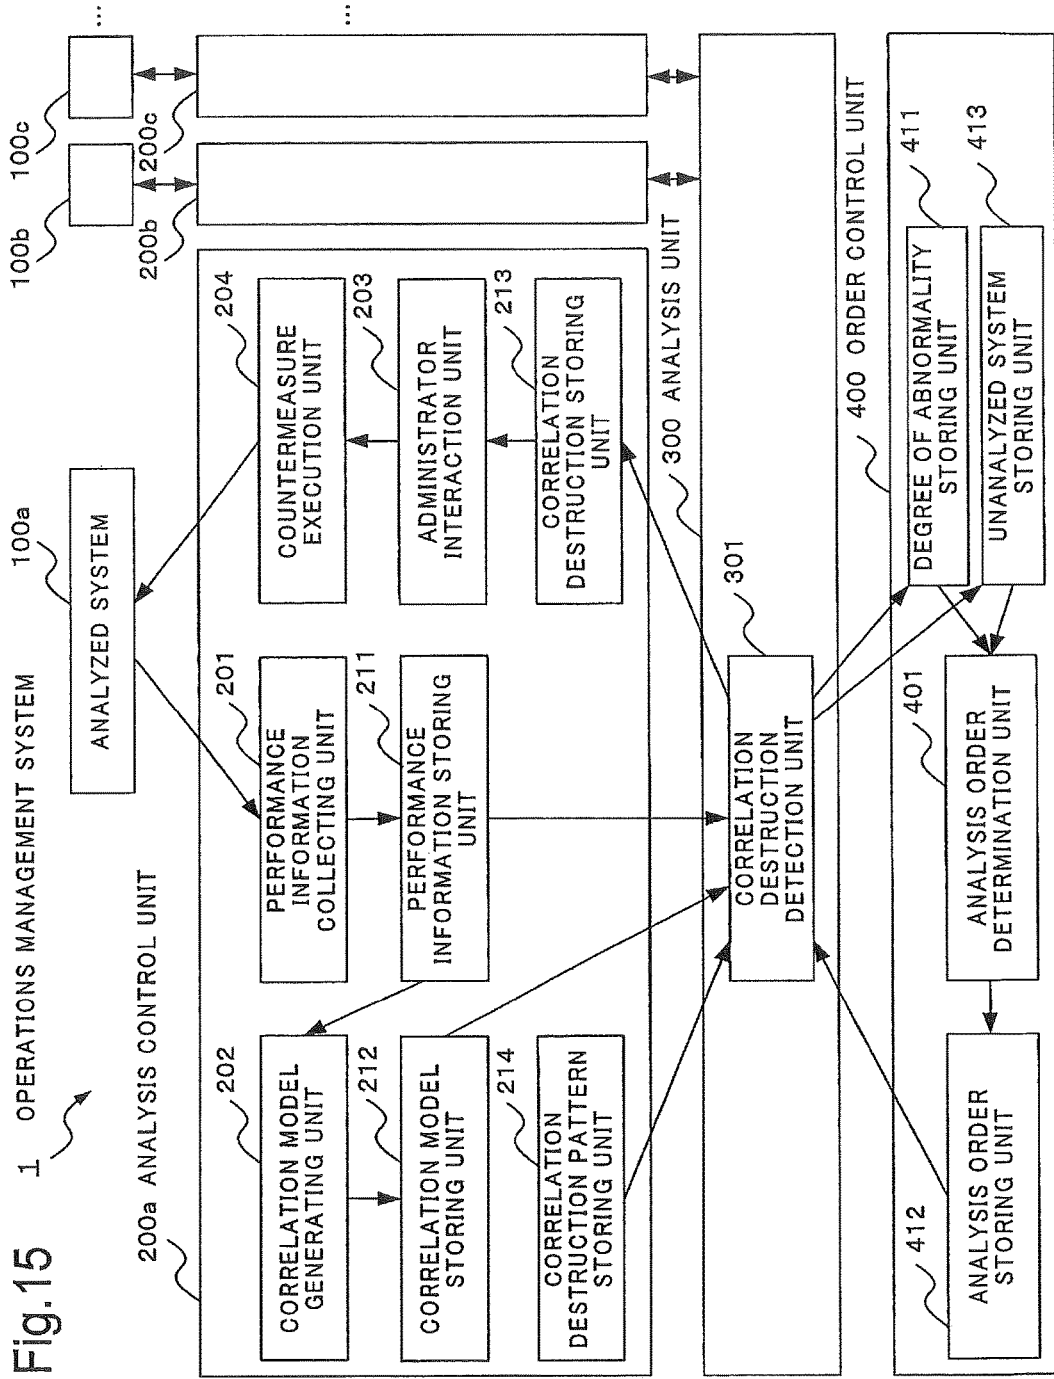 Fig.15
1 OPERATIONS MANAGEMENT SYSTEM
100a
100b
100c
...
ANALYZED SYSTEM
200a ANALYSIS CONTROL UNIT
200b
200c
...
202
201
204
CORRELATION MODEL
GENERATING UNIT
PERFORMANCE
INFORMATION
COLLECTING UNIT
COUNTERMEASURE
EXECUTION UNIT
212
211
203
CORRELATION MODEL
STORING UNIT
PERFORMANCE
INFORMATION STORING
UNIT
ADMINISTRATOR
INTERACTION UNIT
214
213
CORRELATION
DESTRUCTION PATTERN
STORING UNIT
CORRELATION
DESTRUCTION STORING
UNIT
300 ANALYSIS UNIT
301
CORRELATION
DESTRUCTION
DETECTION UNIT
400 ORDER CONTROL UNIT
412
401
411
ANALYSIS ORDER
STORING UNIT
ANALYSIS ORDER
DETERMINATION UNIT
DEGREE OF ABNORMALITY
STORING UNIT
413
UNANALYZED SYSTEM
STORING UNIT